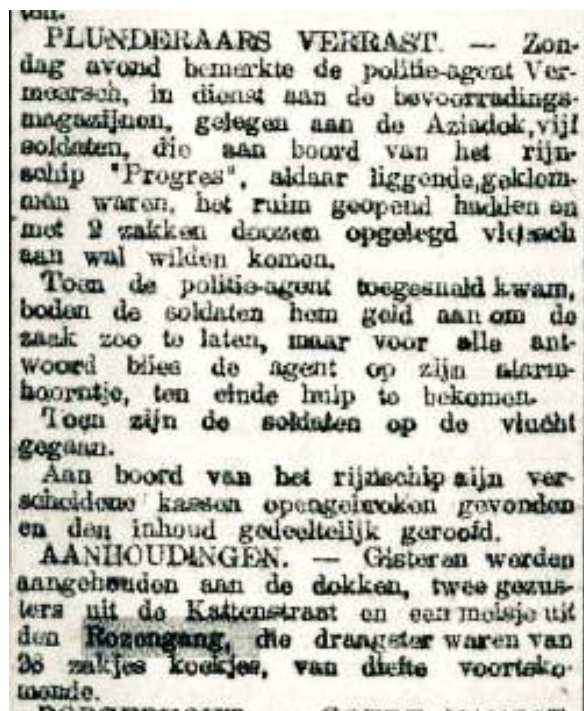 PLUNDERAARS VERRAST. — Zon-
dag avond bemerkte de politie-agent Ver-
meersch, in dienst aan de bevoorradings-
magazijnen, gelegen aan de Aziadok, vijf
soldaten, die aan boord van het rijn-
schip "Progres", aldaar liggende, geklom-
men waren, het ruim geopend hadden en
met 2 zakken doozen opgelegd vleesch
aan wal wilden komen.
Toen de politie-agent toegesneld kwam,
boden de soldaten hem geld aan om de
zaak zoo te laten, maar voor alle ant-
woord blies de agent op zijn alarm-
hoorntje, ten einde hulp te bekomen.
Toen zijn de soldaten op de vlucht
gegaan.
Aan boord van het rijnschip zijn ver-
scheidene kassen opengebroken gevonden
en den inhoud gedeeltelijk geroofd.
AANHOUDINGEN. — Gisteren werden
aangehouden aan de dokken, twee gezus-
ters uit de Kattenstraat en een meisje uit
den Rozengang, die draagster waren van
38 zakjes koekjes, van diefte voortsko-
mende.